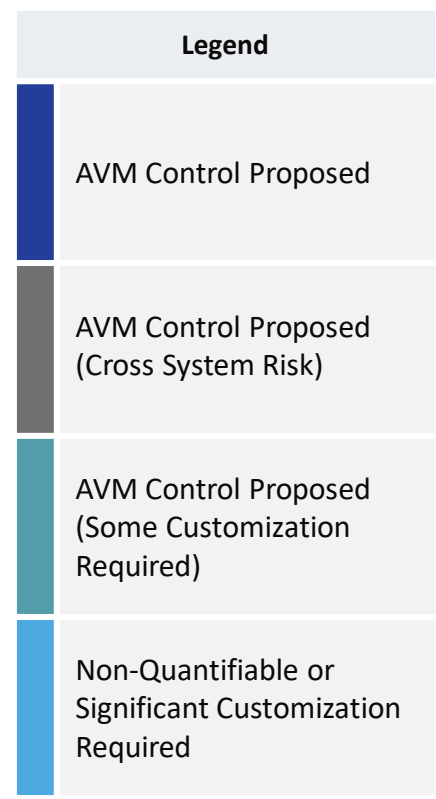 Legend
AVM Control Proposed
AVM Control Proposed
(Cross System Risk)
AVM Control Proposed
(Some Customization
Required)
Non-Quantifiable or
Significant Customization
Required